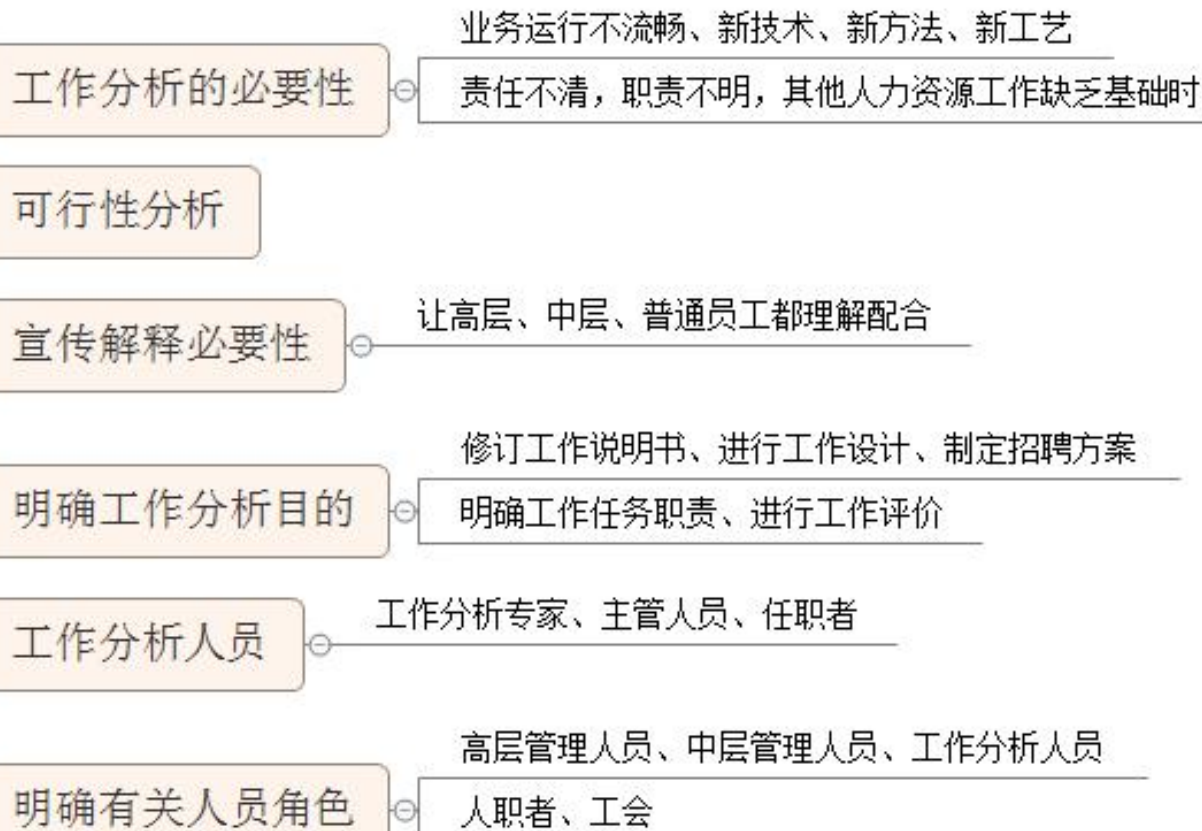 业务运行不流畅、新技术、新方法、新工艺
工作分析的必要性
责任不清，职责不明，其他人力资源工作缺乏基础时
可行性分析
让高层、中层、普通员工都理解配合
宣传解释必要性
修订工作说明书、进行工作设计、制定招聘方案
明确工作分析目的
明确工作任务职责、进行工作评价
工作分析专家、主管人员、任职者
工作分析人员
高层管理人员、中层管理人员、工作分析人员
明确有关人员角色
人职者、工会